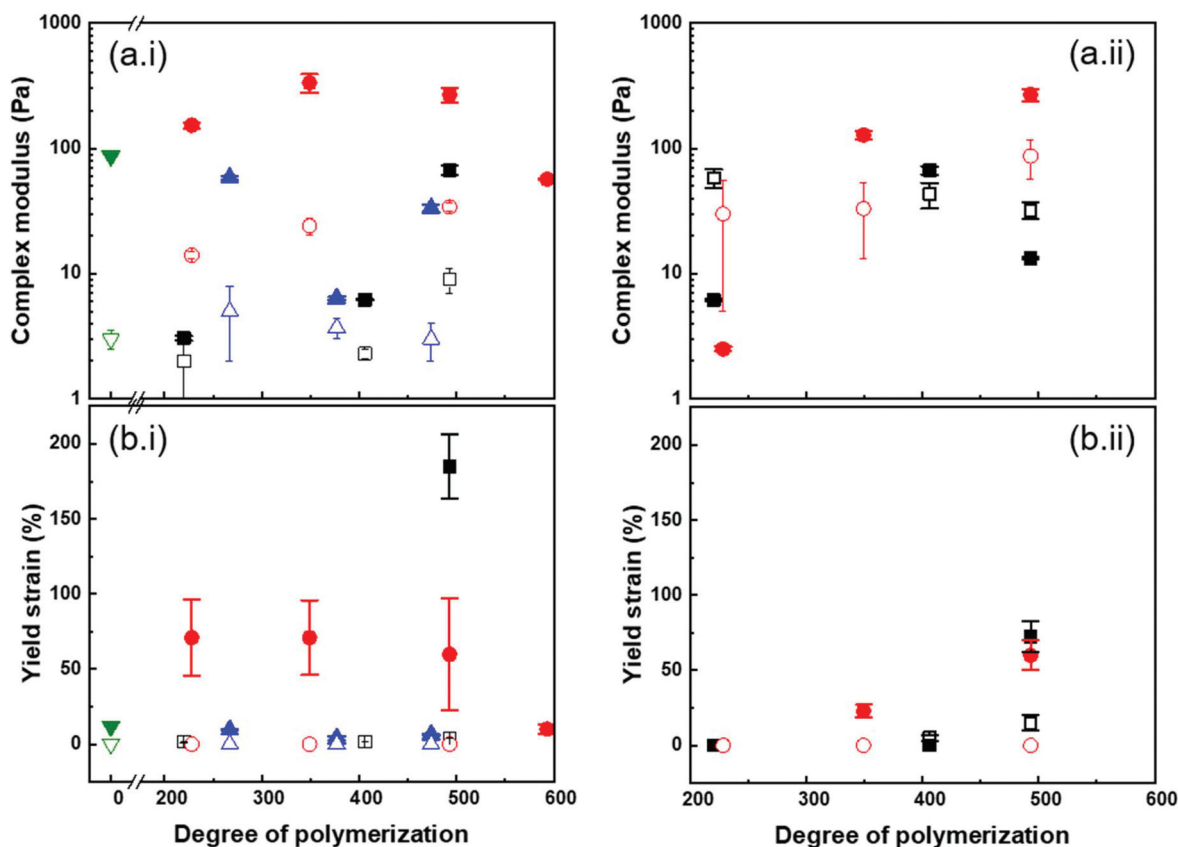 (a.i)
Complex modulus (Pa)
1000
100
10
1
(a.ii)
Complex modulus (Pa)
1000
100
10
1
(b.i)
Yield strain (%)
200
150
100
50
0
0 200 300 400 500 600
Degree of polymerization
(b.ii)
Yield strain (%)
200
150
100
50
0
200 300 400 500 600
Degree of polymerization